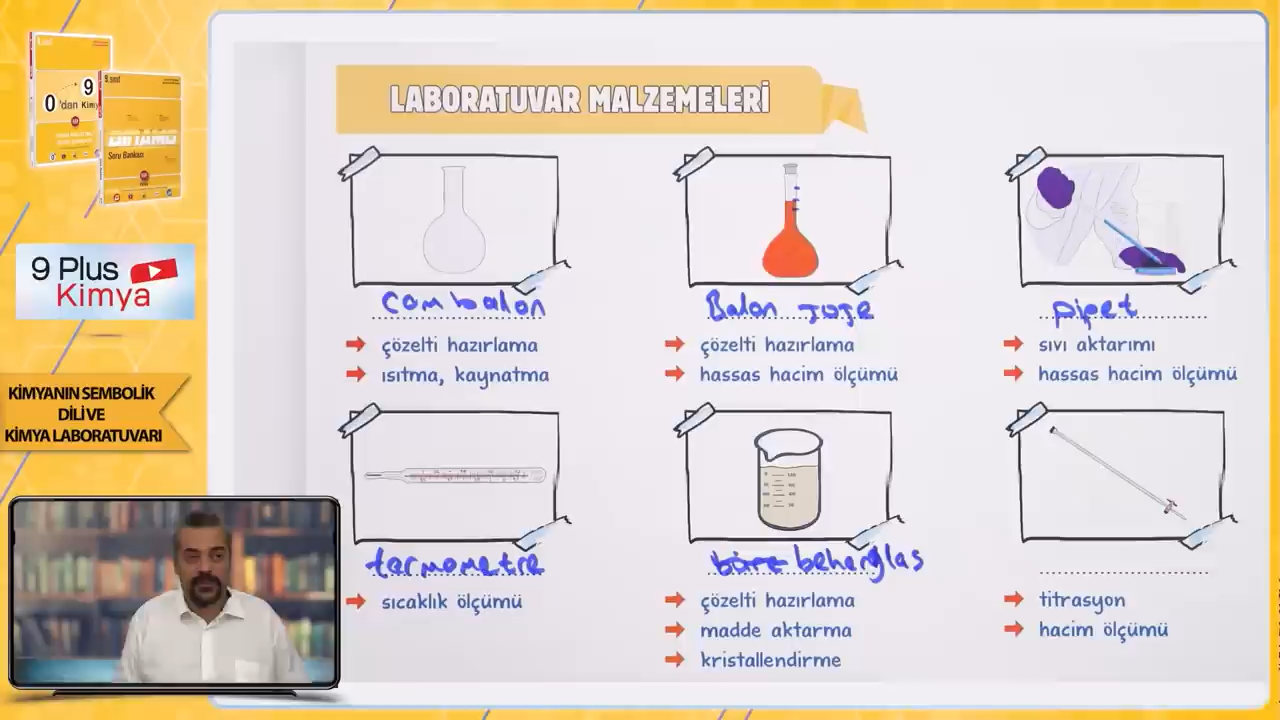 9.sınıf
0'dan 9 Kimya
Soru Bankası
9 Plus
Kimya
KİMYANIN SEMBOLİK
DİLİ VE
KİMYA LABORATUVARI
LABORATUVAR MALZEMELERİ
Cam balon
çözelti hazırlama
ısıtma, kaynatma
Balon joje
çözelti hazırlama
hassas hacim ölçümü
pipet
sıvı aktarımı
hassas hacim ölçümü
termometre
sıcaklık ölçümü
beherglas
çözelti hazırlama
madde aktarma
kristallendirme
titrasyon
hacim ölçümü